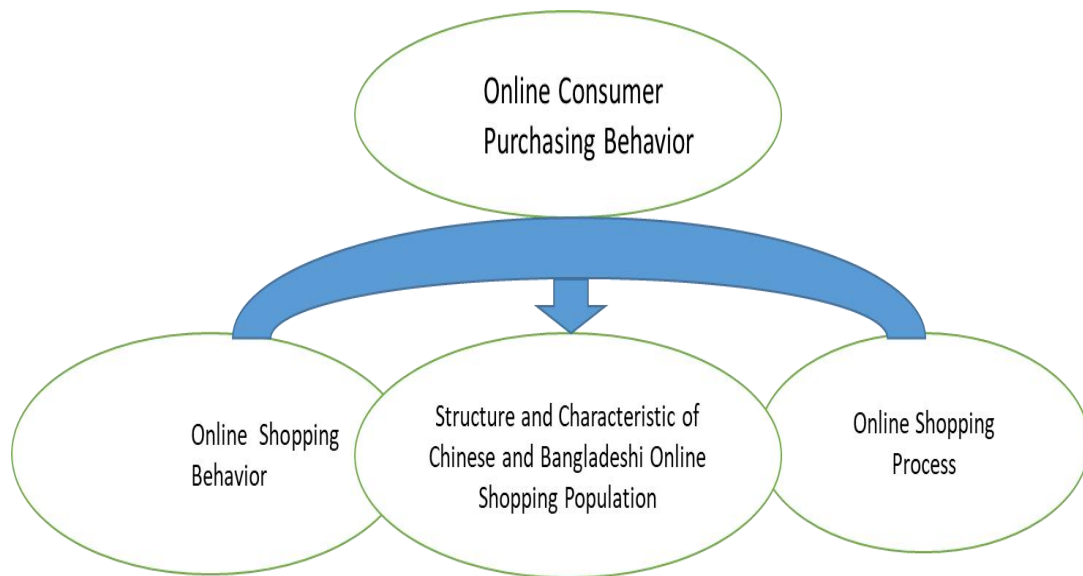 Online Consumer
Purchasing Behavior
Online Shopping
Behavior
Structure and Characteristic of
Chinese and Bangladeshi Online
Shopping Population
Online Shopping
Process